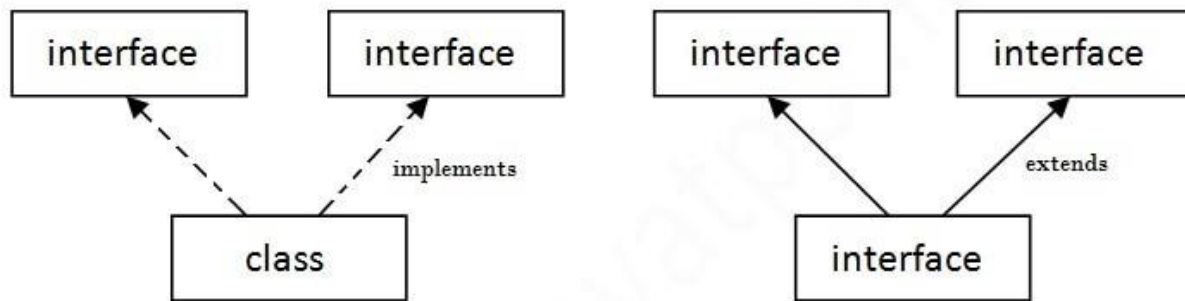 interface interface interface interface
implements
extends
class interface